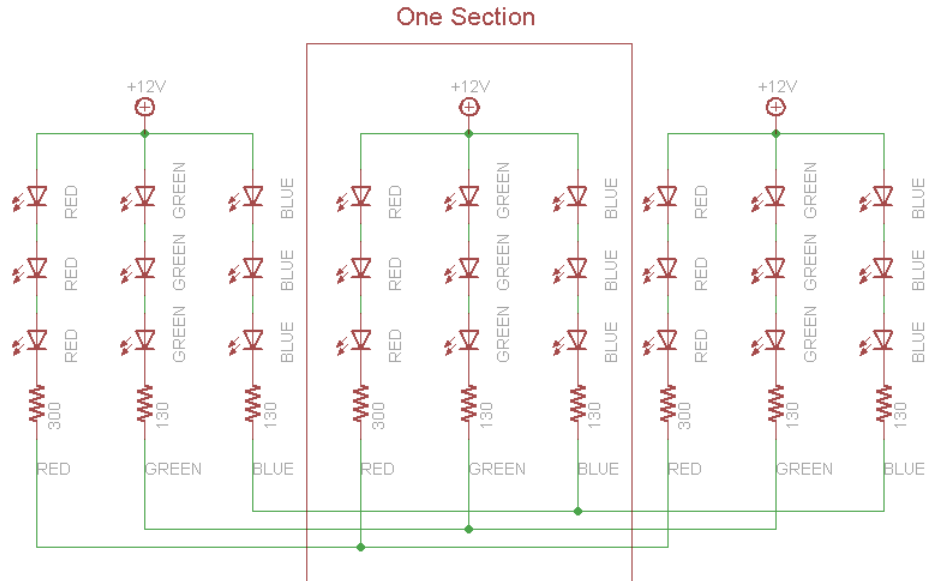 One Section
+12V
+12V
+12V
RED
GREEN
BLUE
RED
GREEN
BLUE
RED
GREEN
BLUE
RED
GREEN
BLUE
RED
GREEN
BLUE
RED
GREEN
BLUE
RED
GREEN
BLUE
RED
GREEN
BLUE
RED
GREEN
BLUE
300
130
130
300
130
130
300
130
130
RED
GREEN
BLUE
RED
GREEN
BLUE
RED
GREEN
BLUE